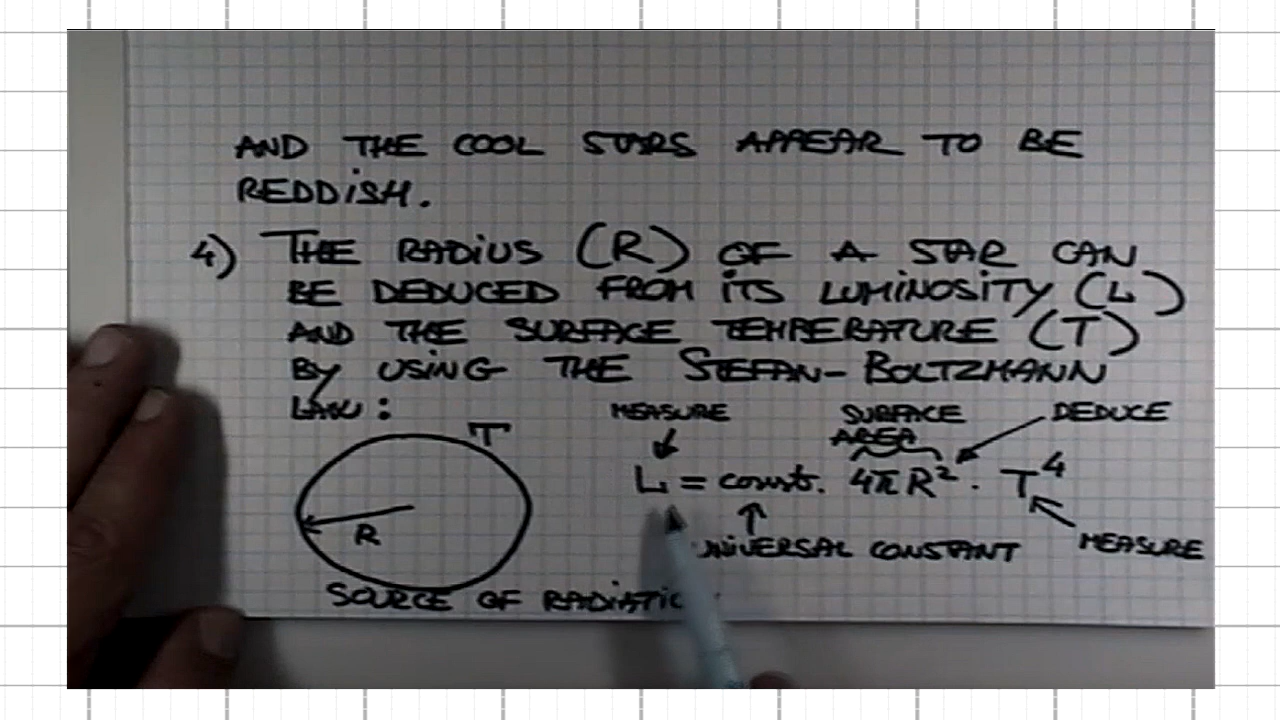 AND THE COOL STARS APPEAR TO BE
REDDISH.
4) THE RADIUS (R) OF A STAR CAN
BE DEDUCED FROM ITS LUMINOSITY (L)
AND THE SURFACE TEMPERATURE (T)
BY USING THE STEFAN-BOLTZMANN
LAW:
MEASURE
SURFACE AREA
DEDUCE
T
L = const. 4πR². T⁴
R
UNIVERSAL CONSTANT
MEASURE
SOURCE OF